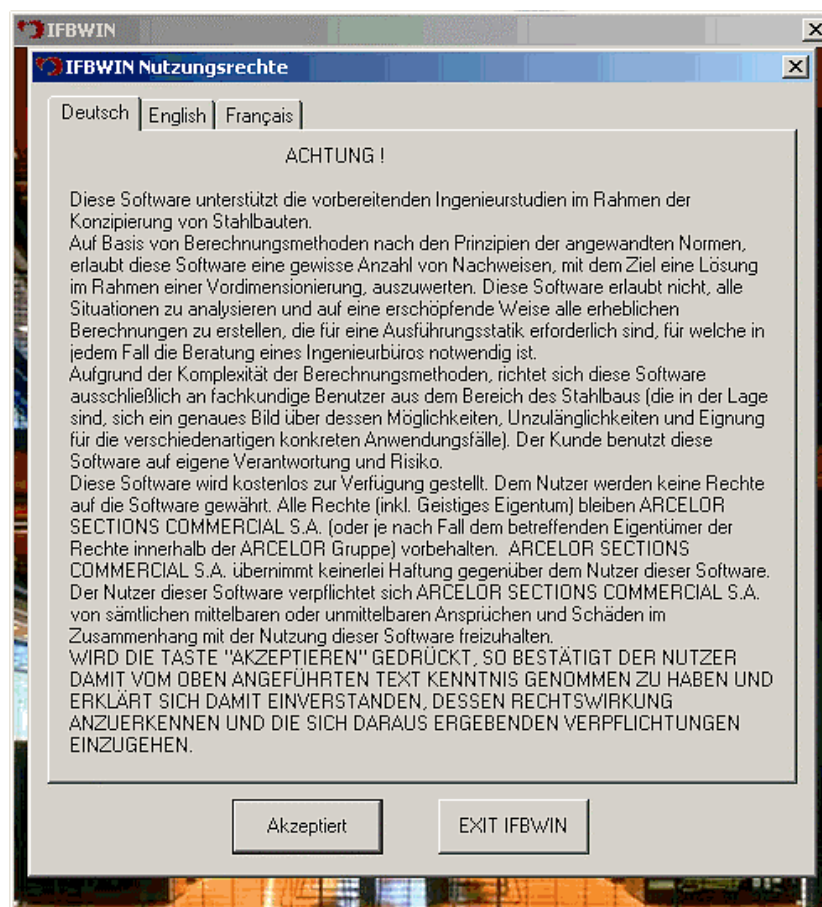 IFBWIN
IFBWIN Nutzungsrechte
Deutsch English Français
ACHTUNG !
Diese Software unterstützt die vorbereitenden Ingenieurstudien im Rahmen der
Konzipierung von Stahlbauten.
Auf Basis von Berechnungsmethoden nach den Prinzipien der angewandten Normen,
erlaubt diese Software eine gewisse Anzahl von Nachweisen, mit dem Ziel eine Lösung
im Rahmen einer Vordimensionierung, auszuwerten. Diese Software erlaubt nicht, alle
Situationen zu analysieren und auf eine erschöpfende Weise alle erheblichen
Berechnungen zu erstellen, die für eine Ausführungsstatik erforderlich sind, für welche in
jedem Fall die Beratung eines Ingenieurbüros notwendig ist.
Aufgrund der Komplexität der Berechnungsmethoden, richtet sich diese Software
ausschließlich an fachkundige Benutzer aus dem Bereich des Stahlbaus (die in der Lage
sind, sich ein genaues Bild über dessen Möglichkeiten, Unzulänglichkeiten und Eignung
für die verschiedenartigen konkreten Anwendungsfälle). Der Kunde benutzt diese
Software auf eigene Verantwortung und Risiko.
Diese Software wird kostenlos zur Verfügung gestellt. Dem Nutzer werden keine Rechte
auf die Software gewährt. Alle Rechte (inkl. Geistiges Eigentum) bleiben ARCELOR
SECTIONS COMMERCIAL S.A. (oder je nach Fall dem betreffenden Eigentümer der
Rechte innerhalb der ARCELOR Gruppe) vorbehalten. ARCELOR SECTIONS
COMMERCIAL S.A. übernimmt keinerlei Haftung gegenüber dem Nutzer dieser Software.
Der Nutzer dieser Software verpflichtet sich ARCELOR SECTIONS COMMERCIAL S.A.
von sämtlichen mittelbaren oder unmittelbaren Ansprüchen und Schäden im
Zusammenhang mit der Nutzung dieser Software freizuhalten.
WIRD DIE TASTE "AKZEPTIEREN" GEDRÜCKT, SO BESTÄTIGT DER NUTZER
DAMIT VOM OBEN ANGEFÜHRTEN TEXT KENNTNIS GENOMMEN ZU HABEN UND
ERKLÄRT SICH DAMIT EINVERSTANDEN, DESSEN RECHTSWIRKUNG
ANZUERKENNEN UND DIE SICH DARAUS ERGEBENDEN VERPFLICHTUNGEN
EINZUGEHEN.
Akzeptiert EXIT IFBWIN